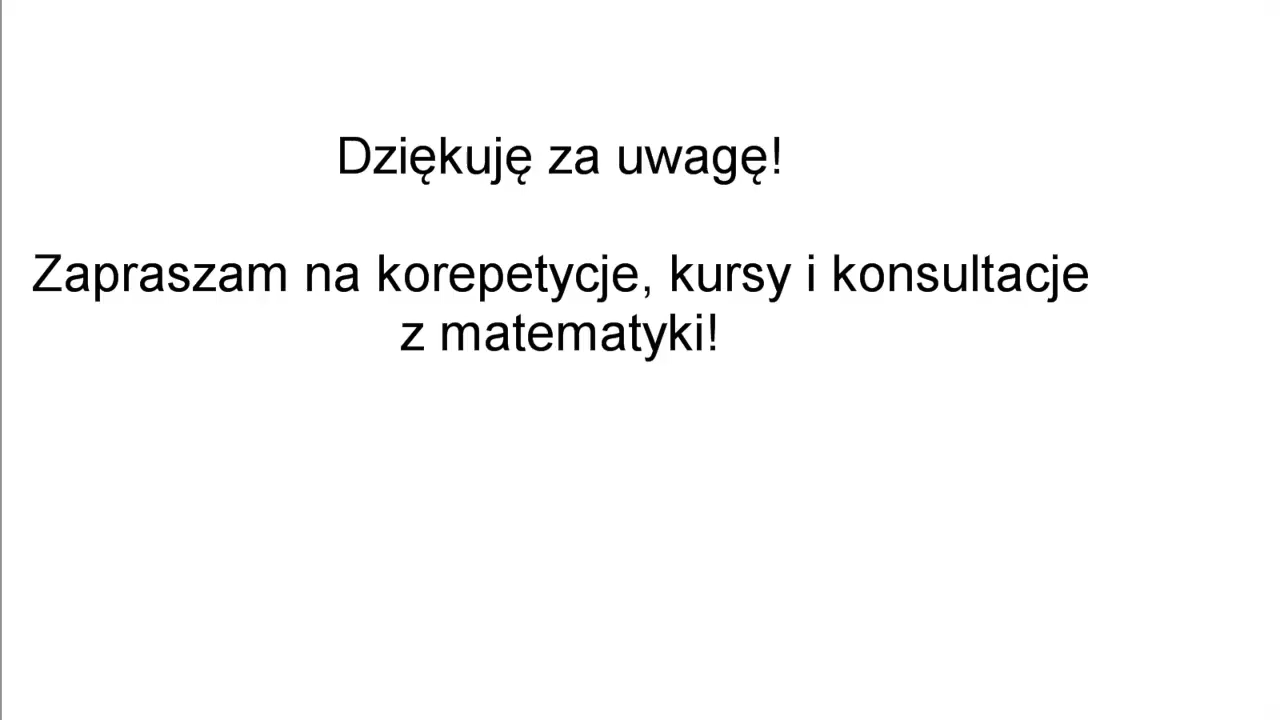 Dziękuję za uwagę!
Zapraszam na korepetycje, kursy i konsultacje
z matematyki!